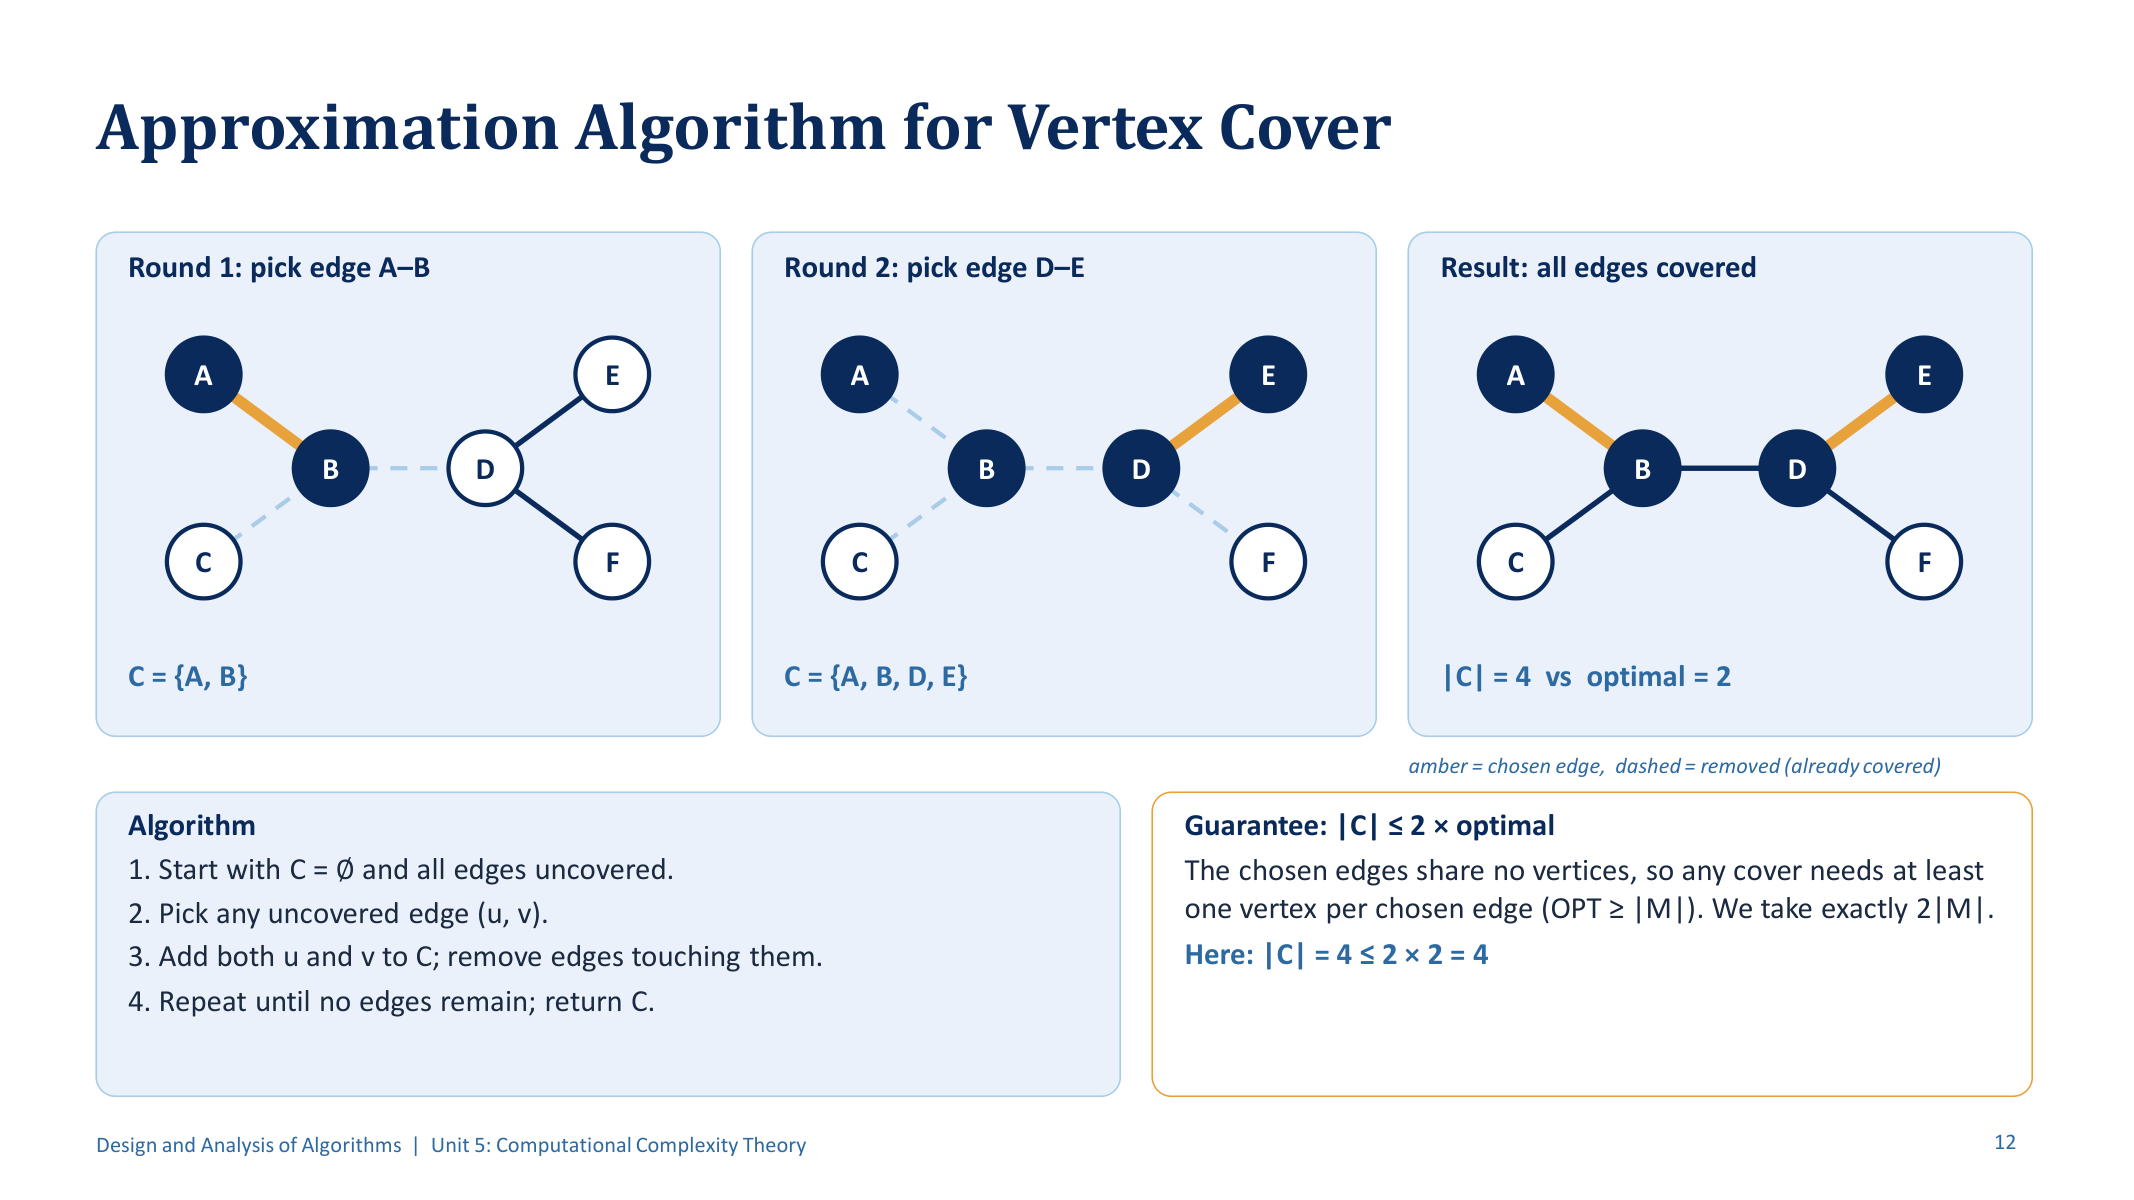 Approximation Algorithm for Vertex Cover
Round 1: pick edge A–B
A
E
B
D
C
F
C = {A, B}
Round 2: pick edge D–E
A
E
B
D
C
F
C = {A, B, D, E}
Result: all edges covered
A
E
B
D
C
F
|C| = 4 vs optimal = 2
amber = chosen edge, dashed = removed (already covered)
Algorithm
1. Start with C = Ø and all edges uncovered.
2. Pick any uncovered edge (u, v).
3. Add both u and v to C; remove edges touching them.
4. Repeat until no edges remain; return C.
Guarantee: |C| ≤ 2 × optimal
The chosen edges share no vertices, so any cover needs at least
one vertex per chosen edge (OPT ≥ |M|). We take exactly 2|M|.
Here: |C| = 4 ≤ 2 × 2 = 4
Design and Analysis of Algorithms | Unit 5: Computational Complexity Theory
12